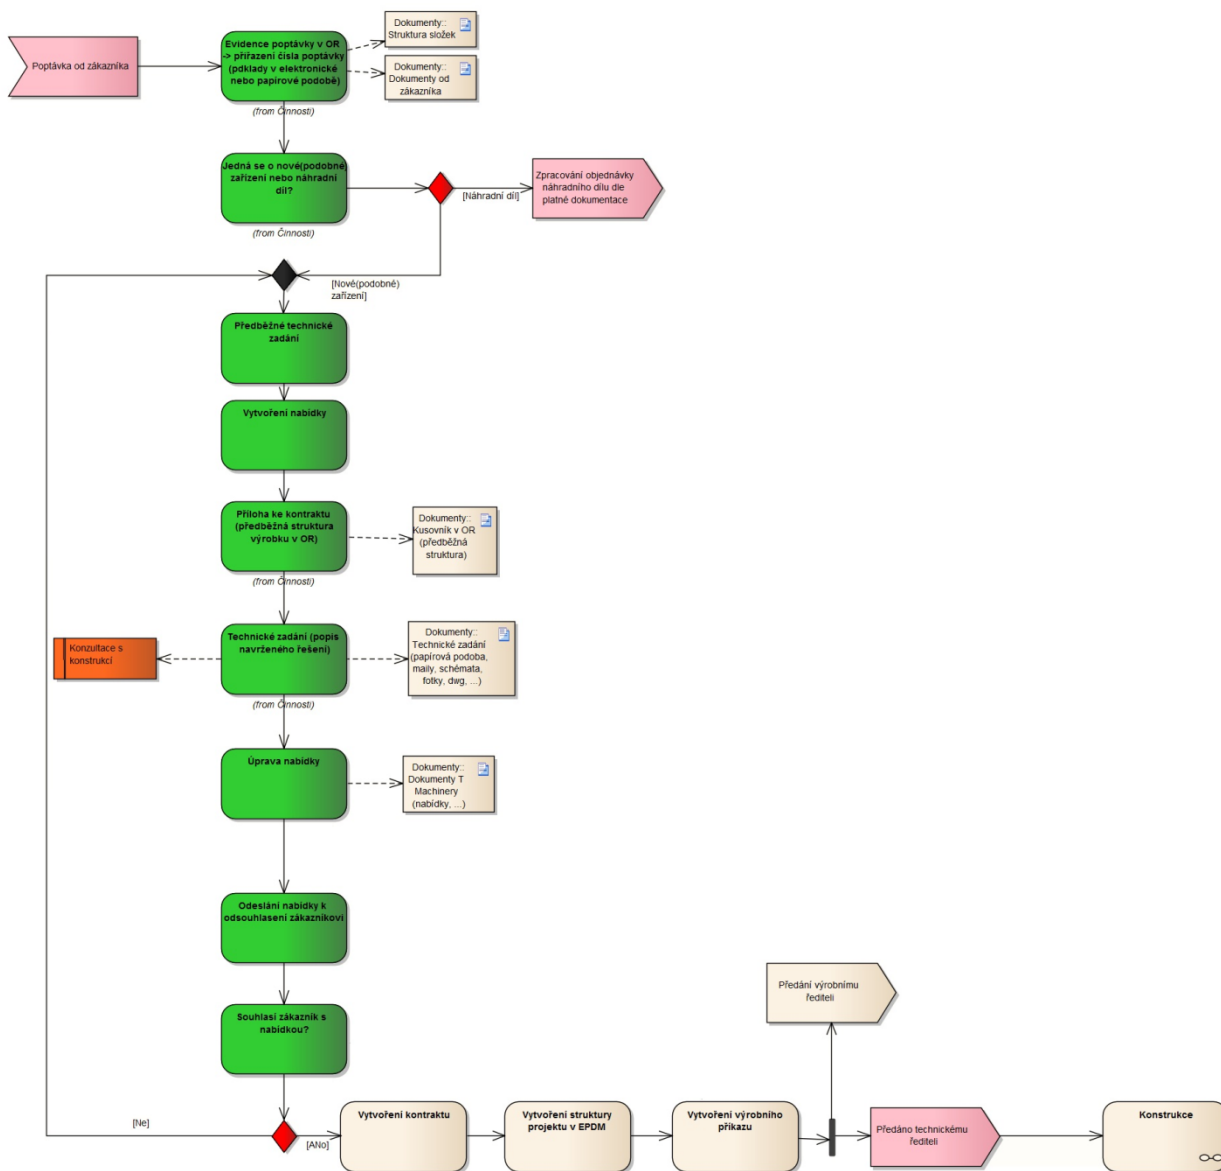 Poptávka od zákazníka
Evidence poptávky v OR
-> přířazení čísla poptávky
(pdklady v elektronické
nebo papírové podobě)
(from Činnosti)
Dokumenty::
Struktura složek
Dokumenty::
Dokumenty od
zákazníka
Jedná se o nové(podobné)
zařízení nebo náhradní
díl?
(from Činnosti)
[Náhradní díl]
Zpracování objednávky
náhradního dílu dle
platné dokumentace
[Nové(podobné)
zařízení]
Předběžné technické
zadání
Vytvoření nabídky
Příloha ke kontraktu
(předběžná struktura
výrobku v OR)
(from Činnosti)
Dokumenty::
Kusovník v OR
(předběžná
struktura)
Konzultace s
konstrukcí
Technické zadání (popis
navrženého řešení)
(from Činnosti)
Dokumenty::
Technické zadání
(papírová podoba,
maily, schémata,
fotky, dwg, ...)
Úprava nabídky
Dokumenty::
Dokumenty T
Machinery
(nabídky, ...)
Odeslání nabídky k
odsouhlasení zákazníkovi
Souhlasí zákazník s
nabídkou?
[Ne]
[ANo]
Vytvoření kontraktu
Vytvoření struktury
projektu v EPDM
Vytvoření výrobního
příkazu
Předání výrobnímu
řediteli
Předáno technickému
řediteli
Konstrukce